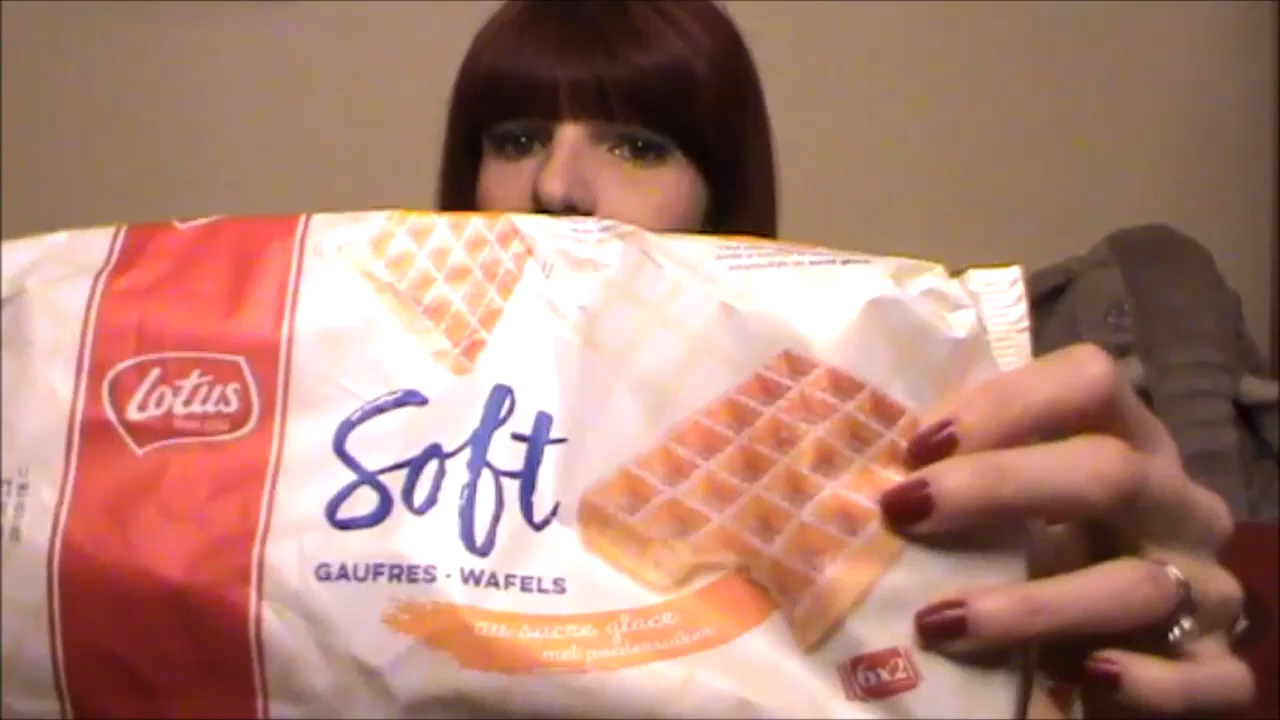 Lotus
Soft
GAUFRES · WAFELS
au sucre glace
met poedersuiker
6x2